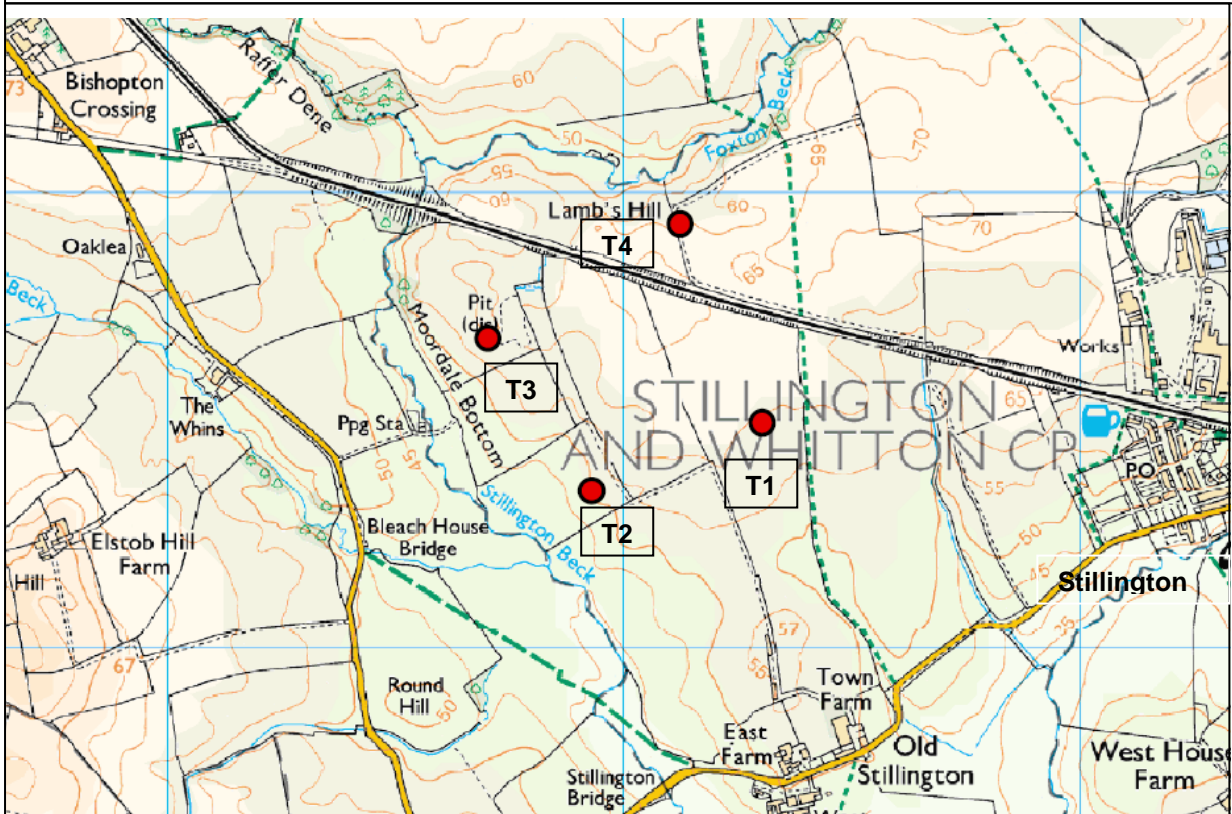 73
Bishopton
Crossing
Raffer Dene
60
50
Foxton Beck
65
70
55
60
Lamb's Hill
60
70
T4
65
Oaklea
Beck
Pit
(dis)
Works
Moordale Bottom
T3
STILLINGTON
AND WHITTON CP
65
The
Whins
Ppg Sta
50
45
T1
PO
55
T2
Stillington Beck
50
Bleach House
Bridge
Elstob Hill
Farm
Hill
45
Stillington
35
57
55
67
Round
Hill
50
Town
Farm
East
Farm
Old
Stillington
West House
Farm
Stillington
Bridge